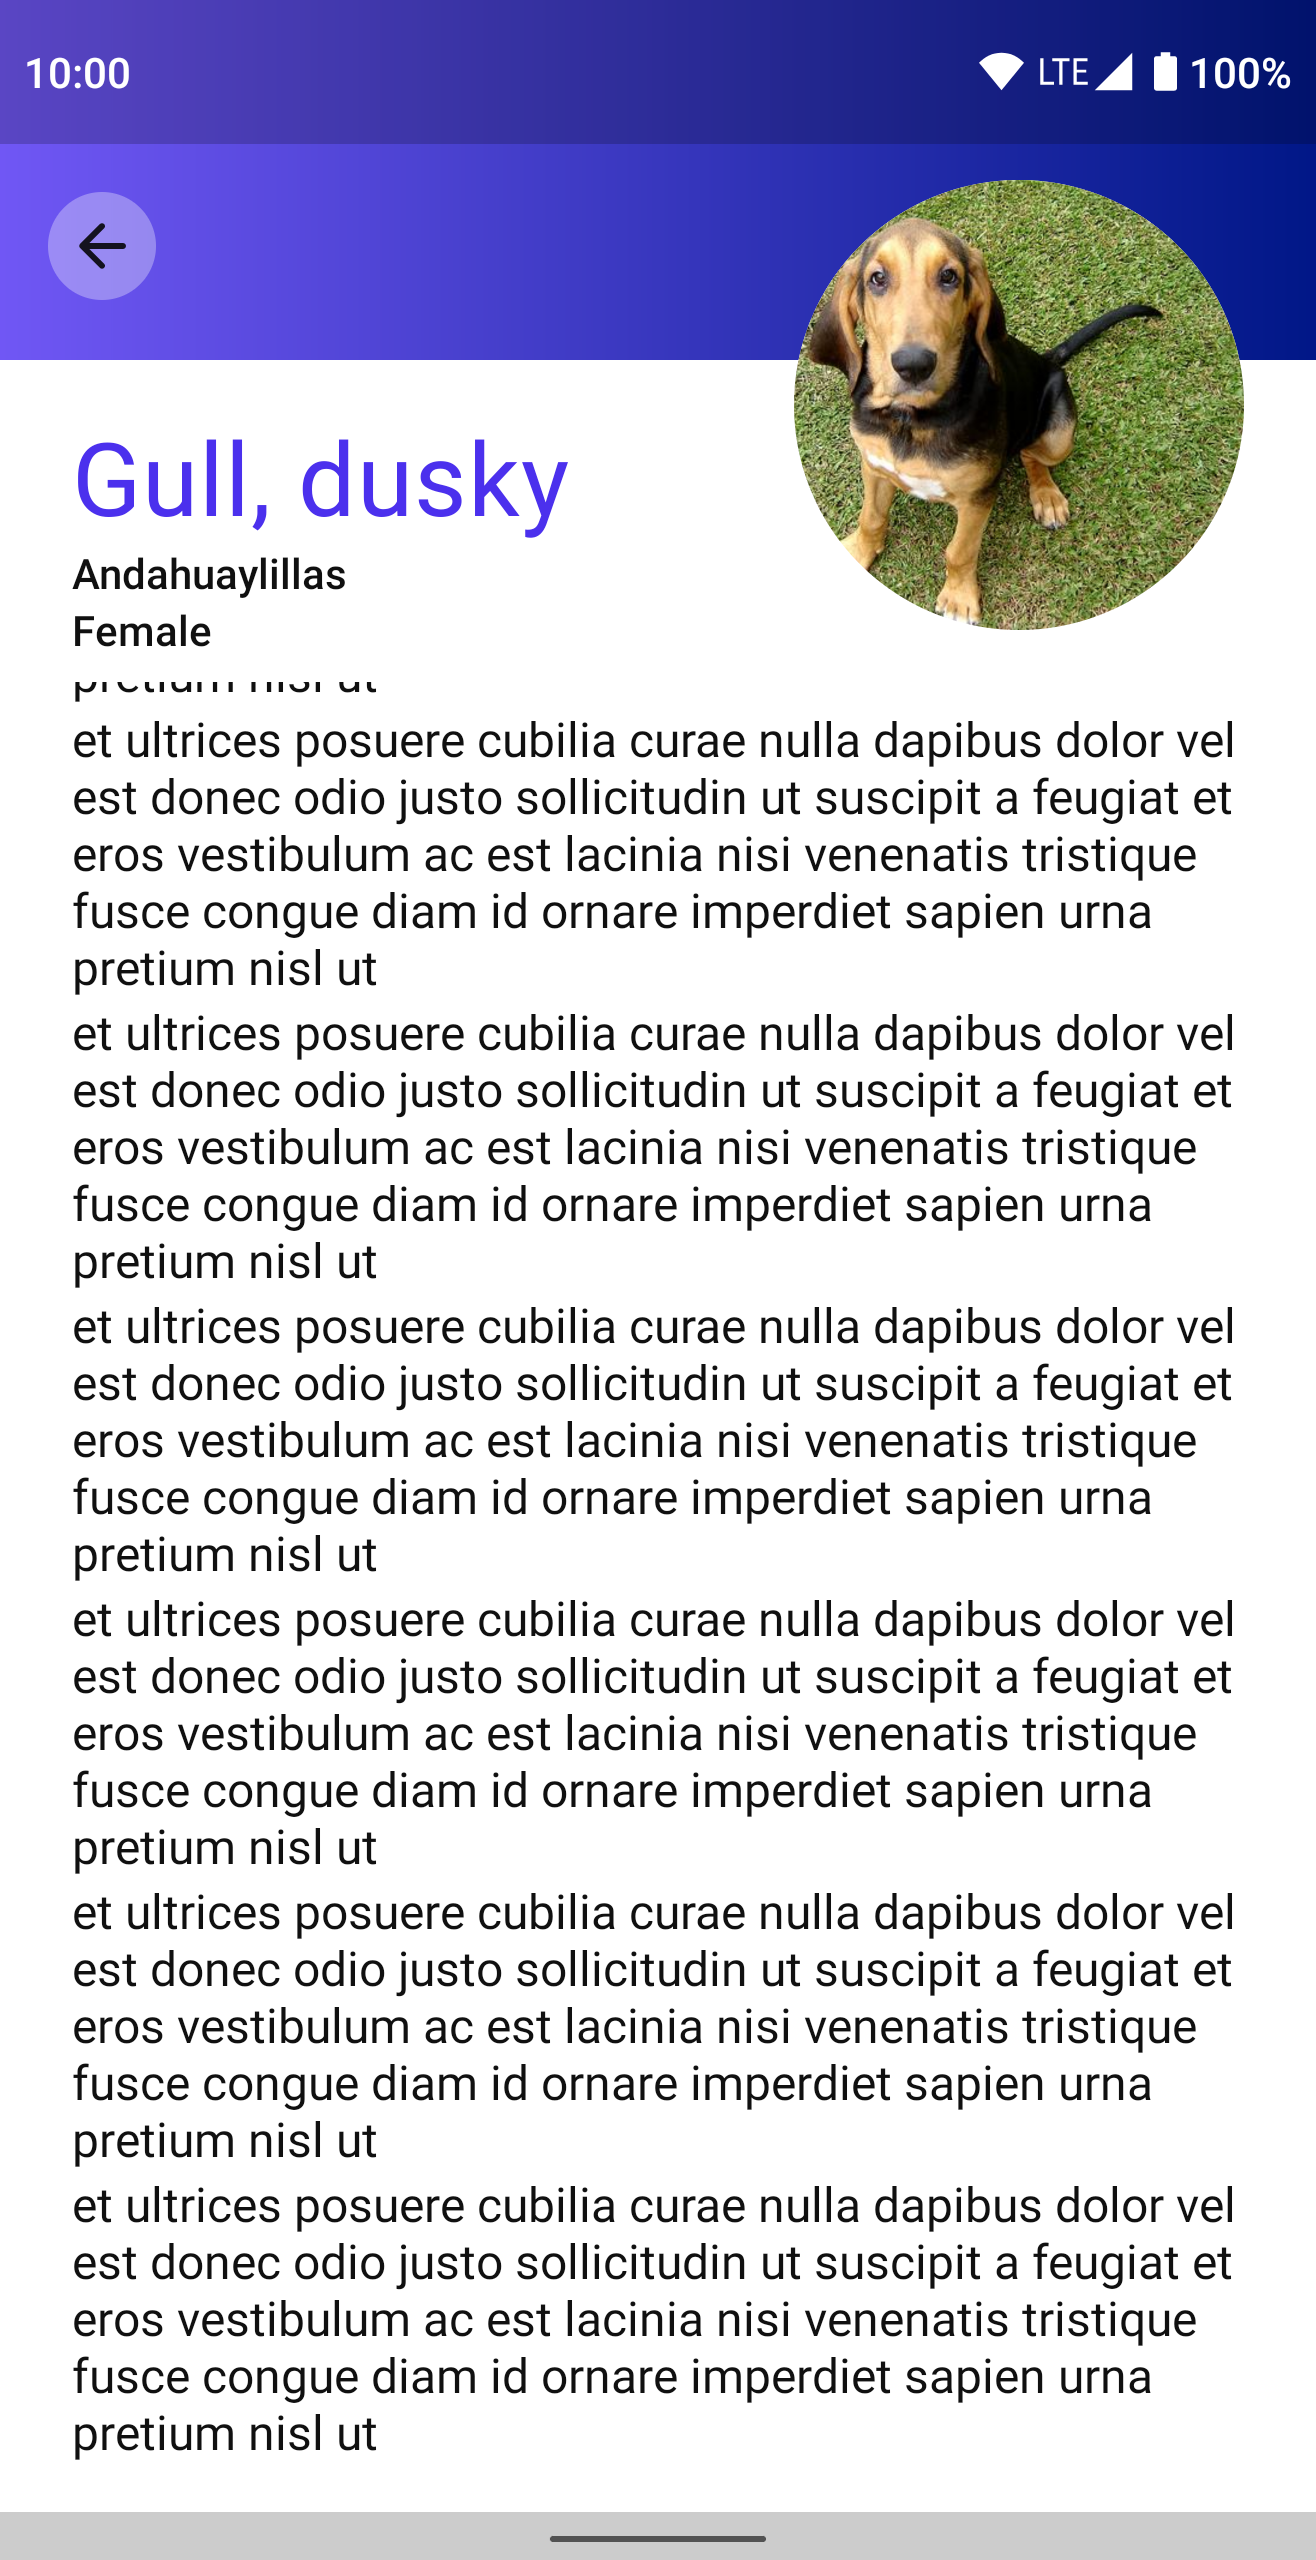 10:00
LTE 100%
Gull, dusky
Andahuaylillas
Female
pretium nisl ut
et ultrices posuere cubilia curae nulla dapibus dolor vel
est donec odio justo sollicitudin ut suscipit a feugiat et
eros vestibulum ac est lacinia nisi venenatis tristique
fusce congue diam id ornare imperdiet sapien urna
pretium nisl ut
et ultrices posuere cubilia curae nulla dapibus dolor vel
est donec odio justo sollicitudin ut suscipit a feugiat et
eros vestibulum ac est lacinia nisi venenatis tristique
fusce congue diam id ornare imperdiet sapien urna
pretium nisl ut
et ultrices posuere cubilia curae nulla dapibus dolor vel
est donec odio justo sollicitudin ut suscipit a feugiat et
eros vestibulum ac est lacinia nisi venenatis tristique
fusce congue diam id ornare imperdiet sapien urna
pretium nisl ut
et ultrices posuere cubilia curae nulla dapibus dolor vel
est donec odio justo sollicitudin ut suscipit a feugiat et
eros vestibulum ac est lacinia nisi venenatis tristique
fusce congue diam id ornare imperdiet sapien urna
pretium nisl ut
et ultrices posuere cubilia curae nulla dapibus dolor vel
est donec odio justo sollicitudin ut suscipit a feugiat et
eros vestibulum ac est lacinia nisi venenatis tristique
fusce congue diam id ornare imperdiet sapien urna
pretium nisl ut
et ultrices posuere cubilia curae nulla dapibus dolor vel
est donec odio justo sollicitudin ut suscipit a feugiat et
eros vestibulum ac est lacinia nisi venenatis tristique
fusce congue diam id ornare imperdiet sapien urna
pretium nisl ut